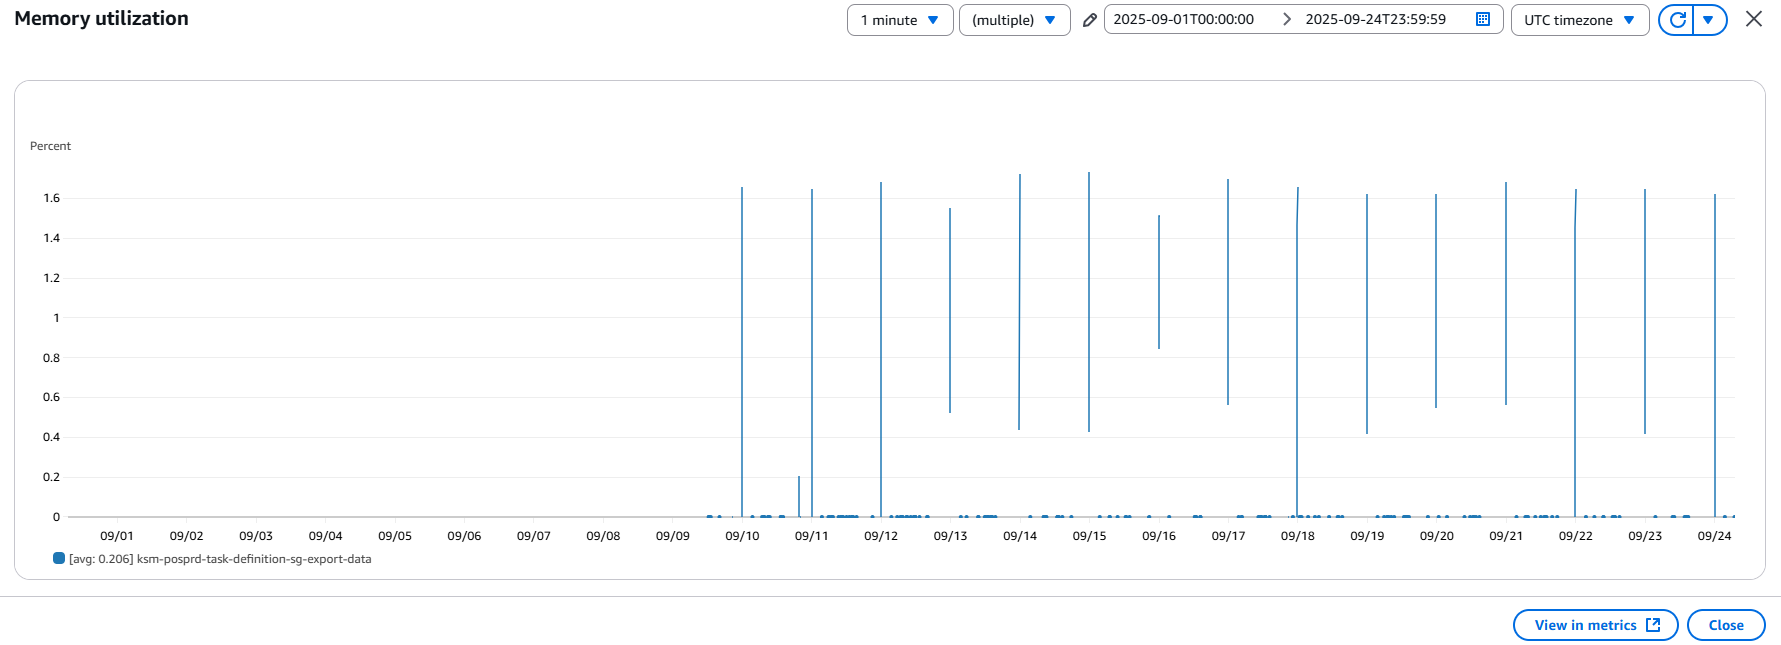 Memory utilization
1 minute
(multiple)
2025-09-01T00:00:00
2025-09-24T23:59:59
UTC timezone
Percent
1.6
1.4
1.2
1
0.8
0.6
0.4
0.2
0
09/01 09/02 09/03 09/04 09/05 09/06 09/07 09/08 09/09 09/10 09/11 09/12 09/13 09/14 09/15 09/16 09/17 09/18 09/19 09/20 09/21 09/22 09/23 09/24
[avg: 0.206] ksm-posprd-task-definition-sg-export-data
View in metrics
Close